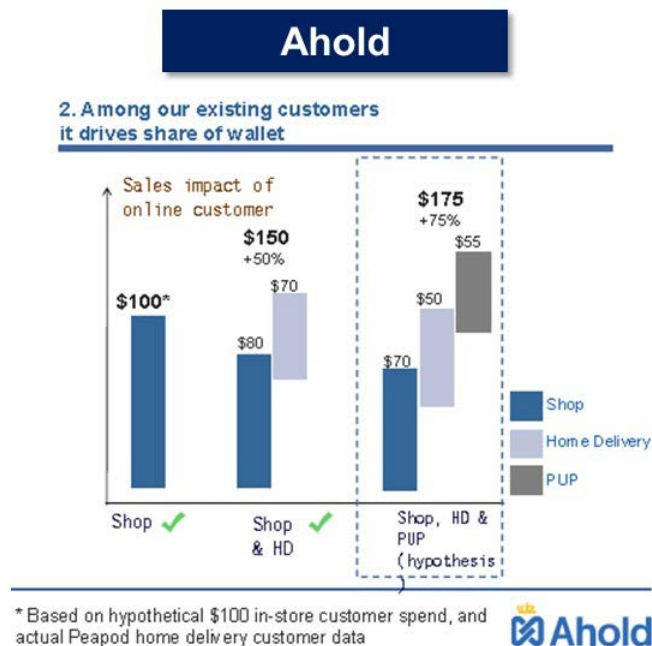 Ahold
2. Among our existing customers
it drives share of wallet
Sales impact of
online customer
$100*
$150
+50%
$80
$70
$175
+75%
$70
$50
$55
Shop
Home Delivery
PUP
Shop
Shop
& HD
Shop, HD &
PUP
(hypothesis
)
* Based on hypothetical $100 in-store customer spend, and
actual Peapod home delivery customer data
Ahold